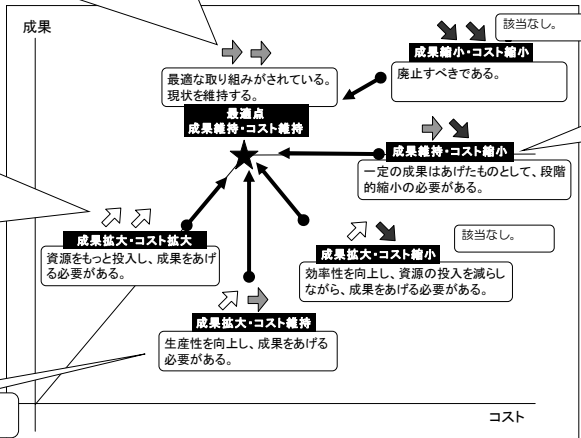 成果
該当なし。
成果縮小・コスト縮小
廃止すべきである。
最適な取り組みがされている。
現状を維持する。
最適点
成果維持・コスト維持
成果維持・コスト縮小
一定の成果はあげたものとして、段階
的縮小の必要がある。
成果拡大・コスト拡大
資源をもっと投入し、成果をあげ
る必要がある。
該当なし。
成果拡大・コスト縮小
効率性を向上し、資源の投入を減らし
ながら、成果をあげる必要がある。
成果拡大・コスト維持
生産性を向上し、成果をあげる
必要がある。
コスト